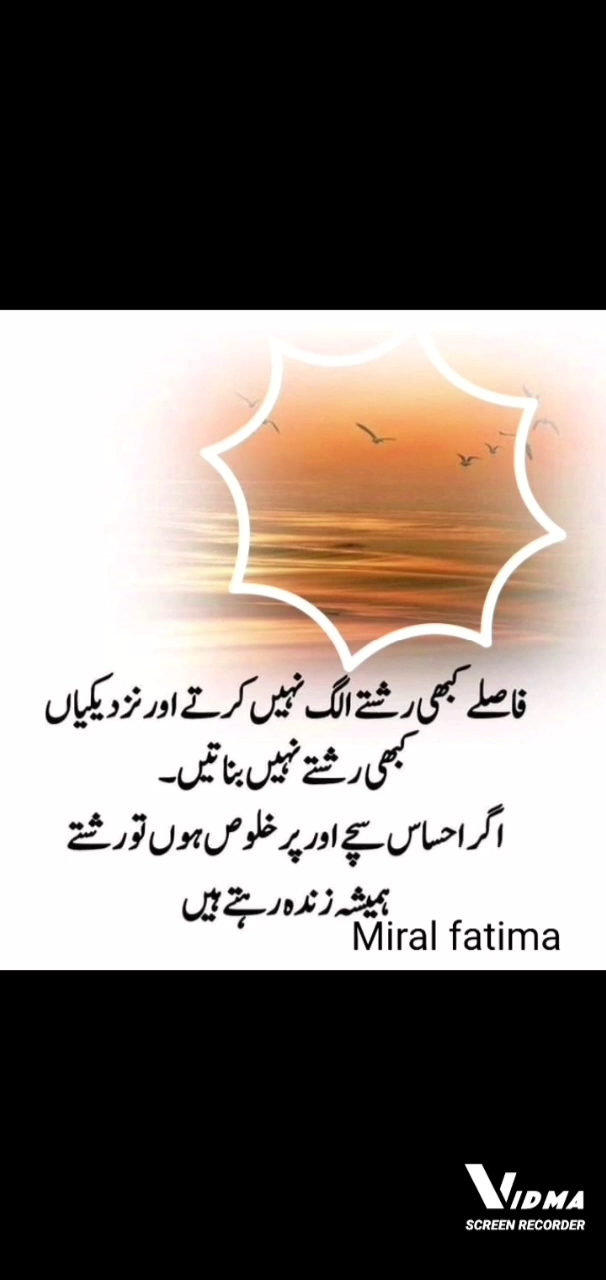 فاصلے کبھی رشتے الگ نہیں کرتے اور نزدیکیاں
کبھی رشتے نہیں بناتیں۔
اگر احساس سچے اور پر خلوص ہوں تو رشتے
ہمیشہ زندہ رہتے ہیں
Miral fatima
VIDMA
SCREEN RECORDER